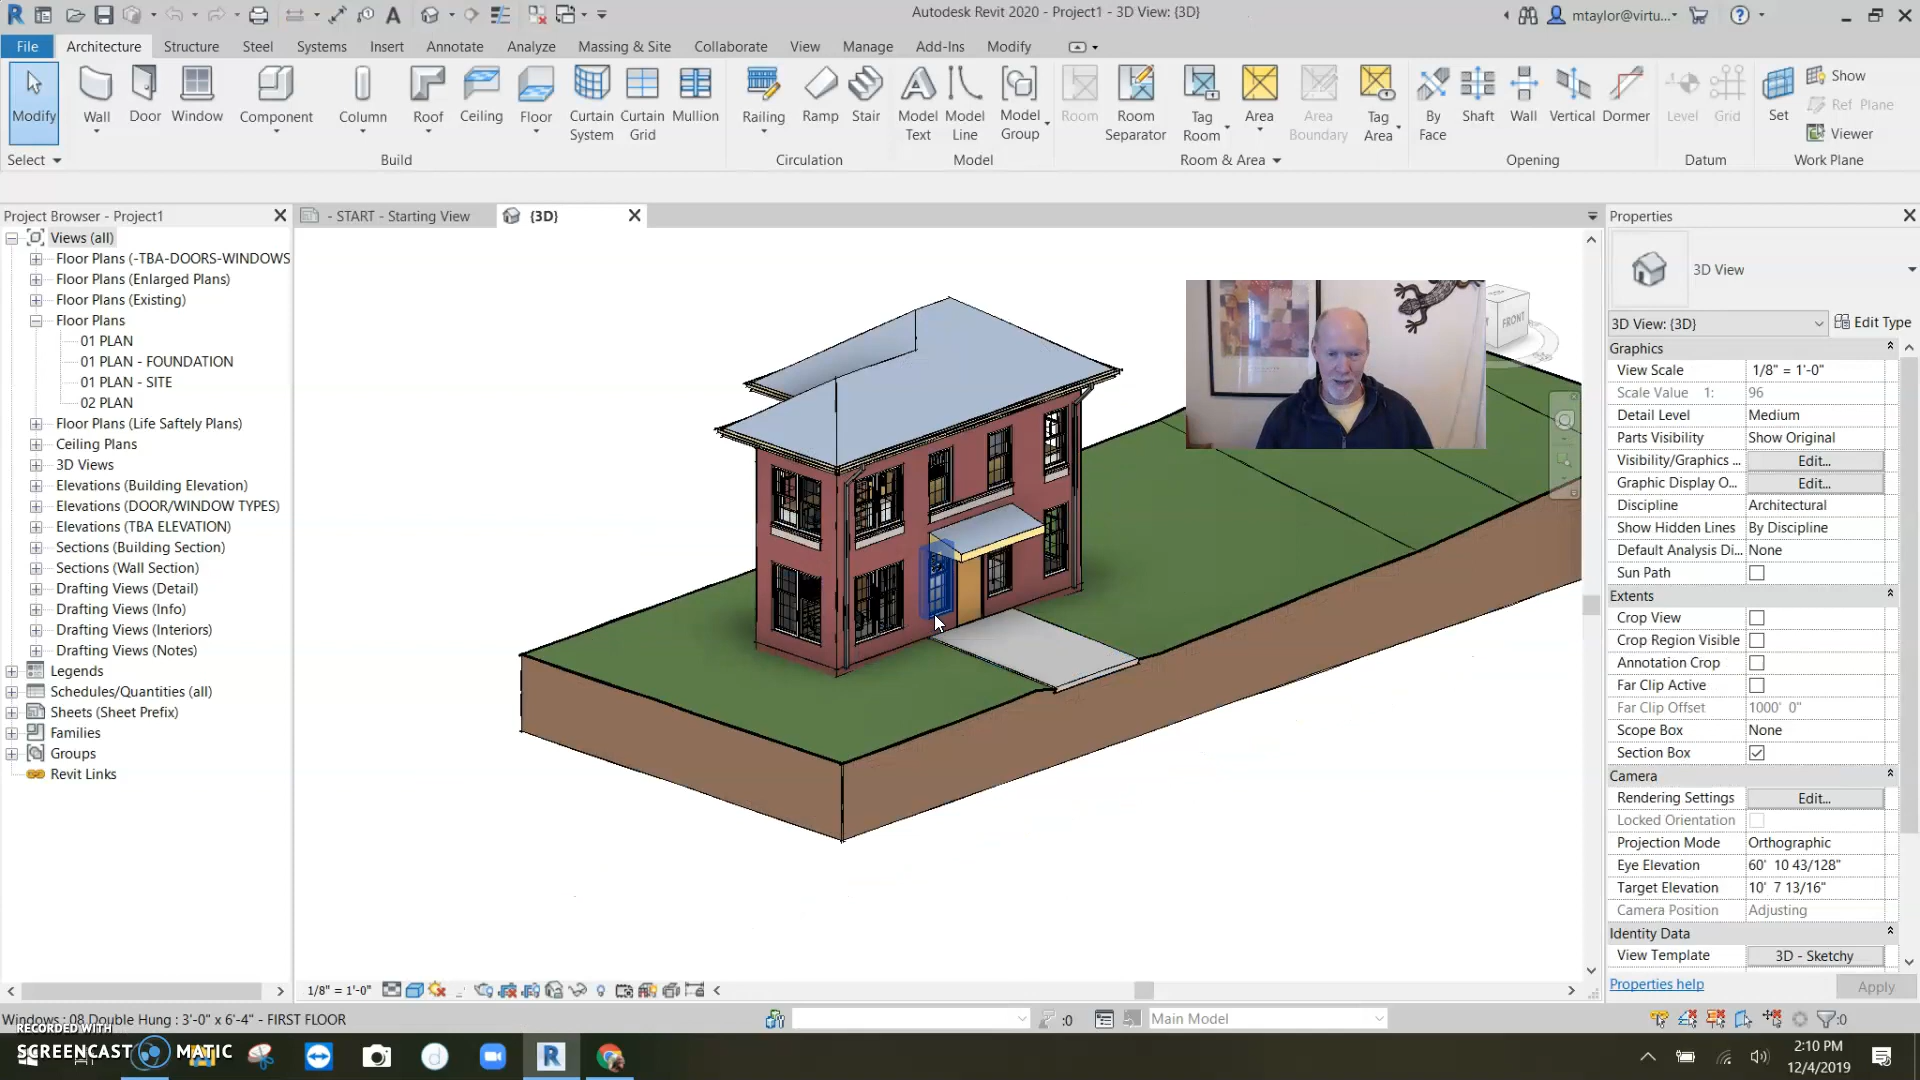 Autodesk Revit 2020 - Project1 - 3D View: {3D}
mtaylor@virtu...
File Architecture Structure Steel Systems Insert Annotate Analyze Massing & Site Collaborate View Manage Add-Ins Modify
Modify
Wall
Door
Window
Component
Column
Roof
Ceiling
Floor
Curtain System
Curtain Grid
Mullion
Railing
Ramp
Stair
Model Text
Model Line
Model Group
Room
Room Separator
Tag Room
Area
Area Boundary
Tag Area
By Face
Shaft
Wall
Vertical
Dormer
Level
Grid
Set
Show
Ref Plane
Viewer
Select
Build
Circulation
Model
Room & Area
Opening
Datum
Work Plane
Project Browser - Project1
Views (all)
Floor Plans (-TBA-DOORS-WINDOWS
Floor Plans (Enlarged Plans)
Floor Plans (Existing)
Floor Plans
01 PLAN
01 PLAN - FOUNDATION
01 PLAN - SITE
02 PLAN
Floor Plans (Life Saftely Plans)
Ceiling Plans
3D Views
Elevations (Building Elevation)
Elevations (DOOR/WINDOW TYPES)
Elevations (TBA ELEVATION)
Sections (Building Section)
Sections (Wall Section)
Drafting Views (Detail)
Drafting Views (Info)
Drafting Views (Interiors)
Drafting Views (Notes)
Legends
Schedules/Quantities (all)
Sheets (Sheet Prefix)
Families
Groups
Revit Links
- START - Starting View
{3D}
FRONT
Properties
3D View
3D View: {3D}
Edit Type
Graphics
View Scale 1/8" = 1'-0"
Scale Value 1: 96
Detail Level Medium
Parts Visibility Show Original
Visibility/Graphics ... Edit...
Graphic Display O... Edit...
Discipline Architectural
Show Hidden Lines By Discipline
Default Analysis Di... None
Sun Path
Extents
Crop View
Crop Region Visible
Annotation Crop
Far Clip Active
Far Clip Offset 1000' 0"
Scope Box None
Section Box
Camera
Rendering Settings Edit...
Locked Orientation
Projection Mode Orthographic
Eye Elevation 60' 10 43/128"
Target Elevation 10' 7 13/16"
Camera Position Adjusting
Identity Data
View Template 3D - Sketchy
Properties help
Apply
1/8" = 1'-0"
Windows : 08 Double Hung : 3'-0" x 6'-4" - FIRST FLOOR
:0
Main Model
:0
RECORDED WITH
SCREENCAST MATIC
2:10 PM
12/4/2019